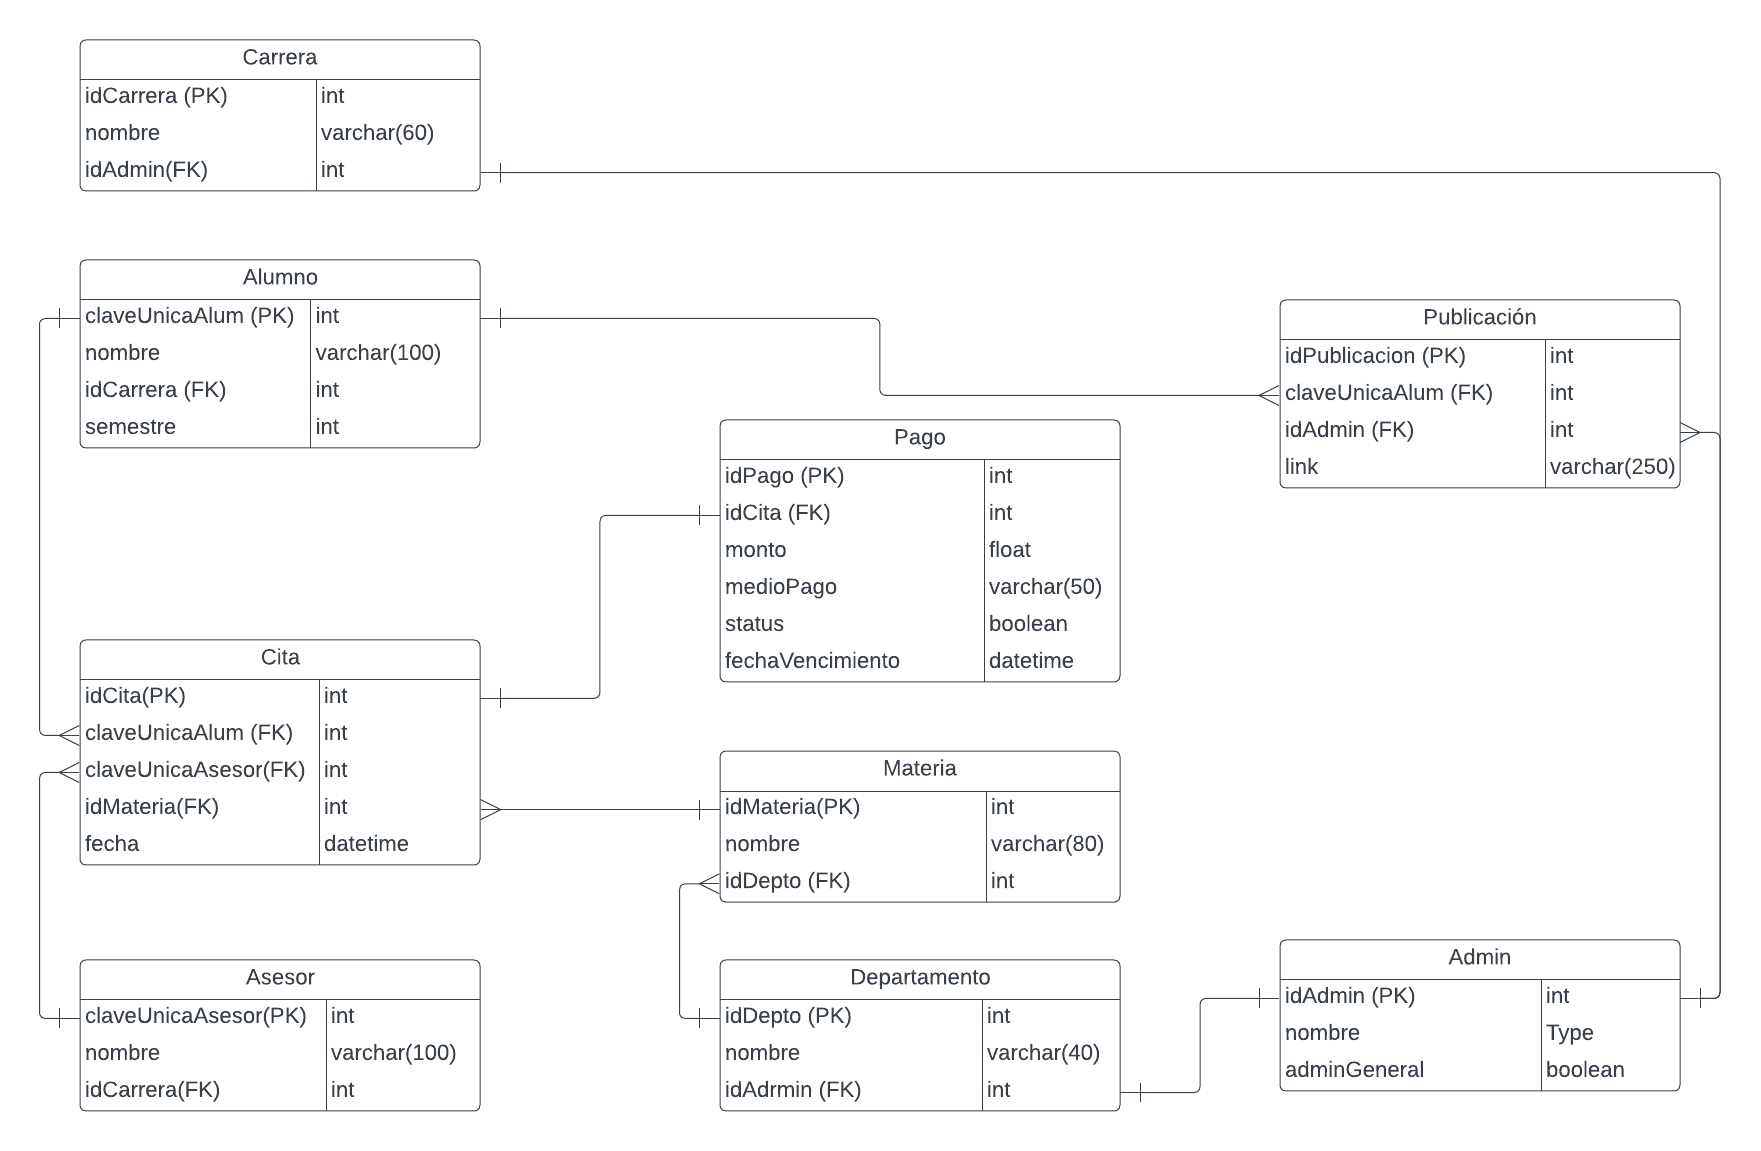 Carrera
idCarrera (PK) int
nombre varchar(60)
idAdmin(FK) int
Alumno
claveUnicaAlum (PK) int
nombre varchar(100)
idCarrera (FK) int
semestre int
Publicación
idPublicacion (PK) int
claveUnicaAlum (FK) int
idAdmin (FK) int
link varchar(250)
Pago
idPago (PK) int
idCita (FK) int
monto float
medioPago varchar(50)
status boolean
fechaVencimiento datetime
Cita
idCita(PK) int
claveUnicaAlum (FK) int
claveUnicaAsesor(FK) int
idMateria(FK) int
fecha datetime
Materia
idMateria(PK) int
nombre varchar(80)
idDepto (FK) int
Asesor
claveUnicaAsesor(PK) int
nombre varchar(100)
idCarrera(FK) int
Departamento
idDepto (PK) int
nombre varchar(40)
idAdrmin (FK) int
Admin
idAdmin (PK) int
nombre Type
adminGeneral boolean